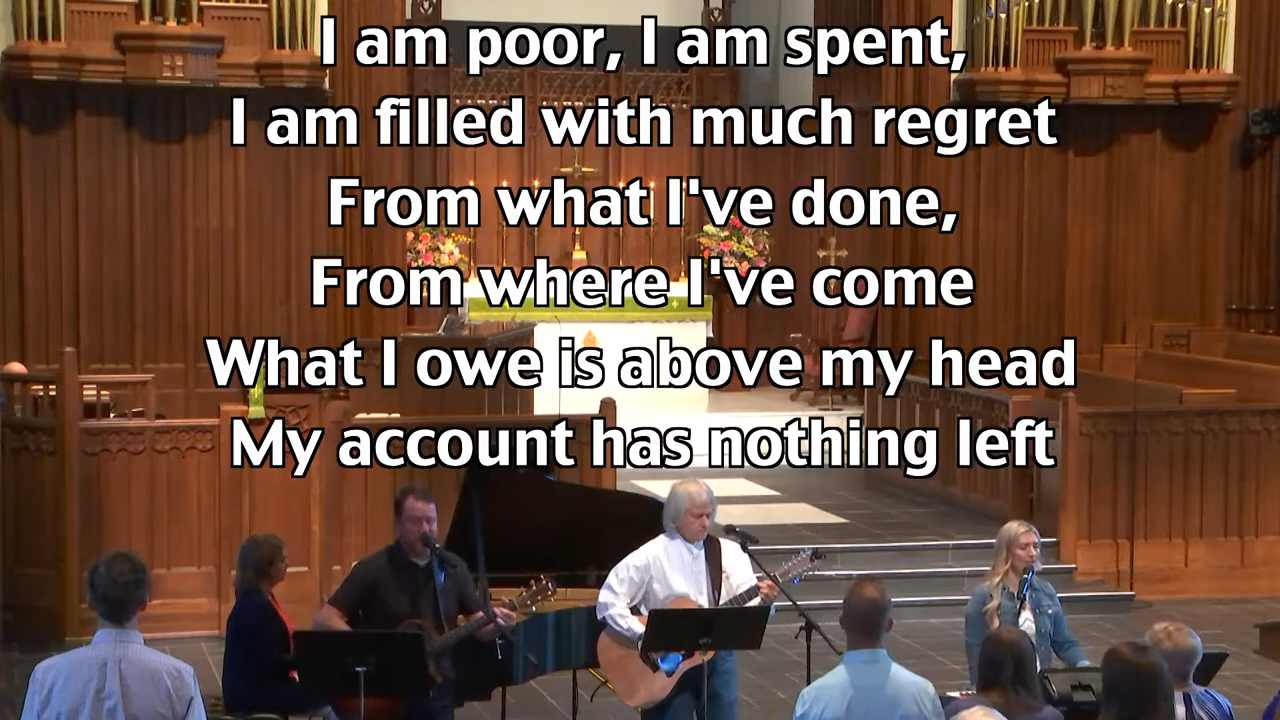 I am poor, I am spent,
I am filled with much regret
From what I've done,
From where I've come
What I owe is above my head
My account has nothing left